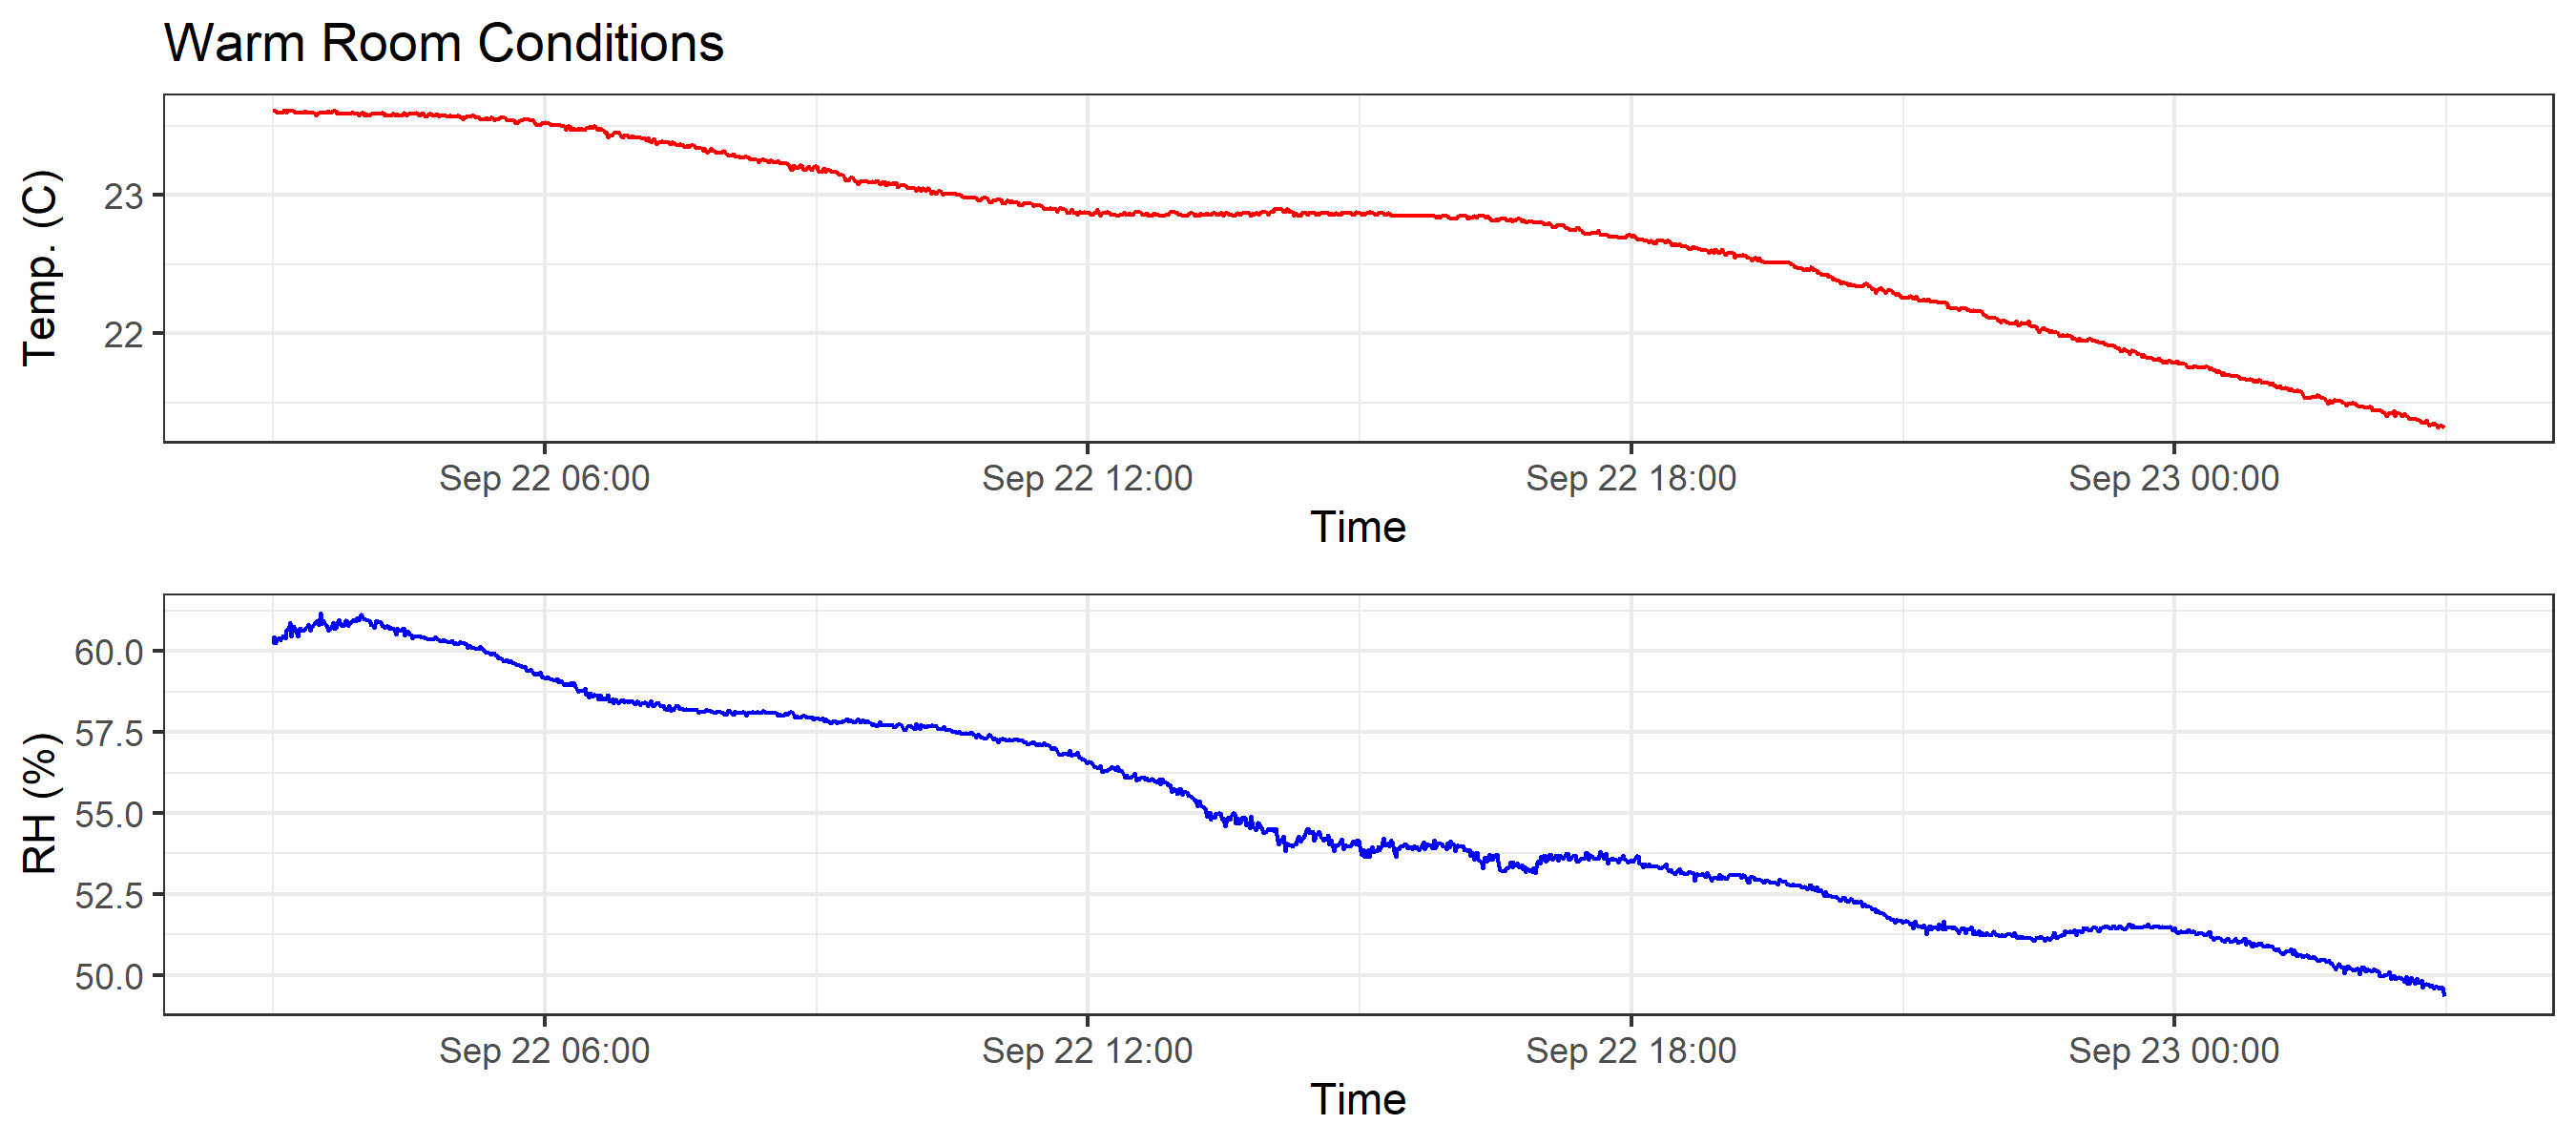 Warm Room Conditions
Temp. (C)
23
22
Sep 22 06:00 Sep 22 12:00 Sep 22 18:00 Sep 23 00:00
Time
RH (%)
60.0
57.5
55.0
52.5
50.0
Sep 22 06:00 Sep 22 12:00 Sep 22 18:00 Sep 23 00:00
Time